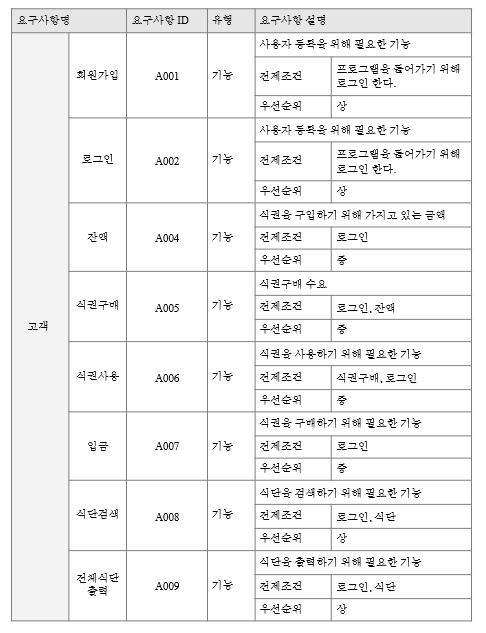 요구사항명 요구사항 ID 유형 요구사항 설명
고객
회원가입 A001 기능
사용자 등록을 위해 필요한 기능
전제조건 프로그램을 들어가기 위해
로그인 한다.
우선순위 상
로그인 A002 기능
사용자 등록을 위해 필요한 기능
전제조건 프로그램을 들어가기 위해
로그인 한다.
우선순위 상
잔액 A004 기능
식권을 구입하기 위해 가지고 있는 금액
전제조건 로그인
우선순위 중
식권구매 A005 기능
식권구매 수요
전제조건 로그인, 잔액
우선순위 중
식권사용 A006 기능
식권을 사용하기 위해 필요한 기능
전제조건 식권구매, 로그인
우선순위 중
입금 A007 기능
식권을 구매하기 위해 필요한 기능
전제조건 로그인
우선순위 중
식단검색 A008 기능
식단을 검색하기 위해 필요한 기능
전제조건 로그인, 식단
우선순위 상
전체식단
출력 A009 기능
식단을 출력하기 위해 필요한 기능
전제조건 로그인, 식단
우선순위 상